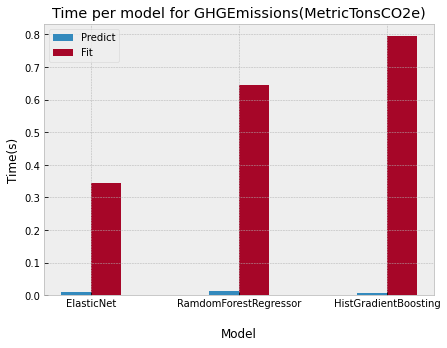 Time per model for GHGEmissions(MetricTonsCO2e)
Predict
Fit
Time(s)
0.8
0.7
0.6
0.5
0.4
0.3
0.2
0.1
0.0
ElasticNet
RamdomForestRegressor
HistGradientBoosting
Model